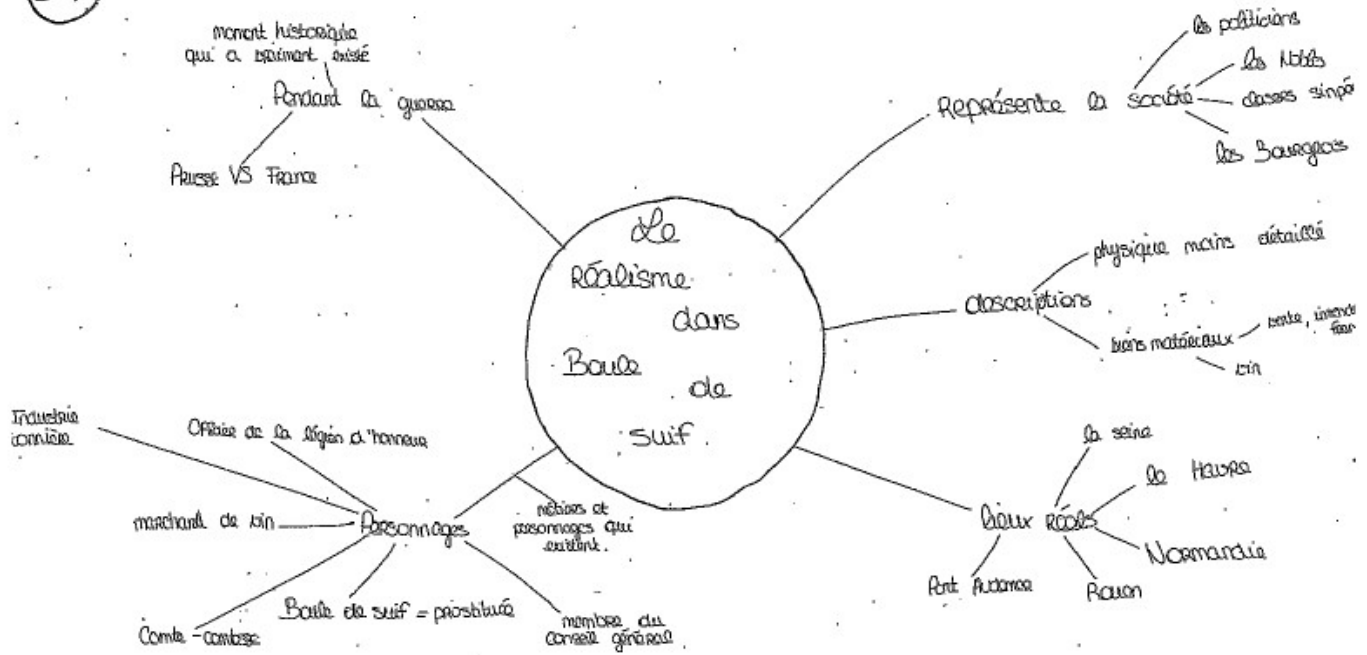 moment historique
qui a vraiment existé
Pendant la guerre
Prusse VS France
Le
Réalisme
dans
Boule
de
suif.
Représente la société
les politicians
les Nobles
classes
les Bourgeois
descriptions
physique moins détaillé
biens matériaux
vin
lieux réels
la seine
le Havre
Normandie
Rouen
Pont Audemer
Personnages
métiers et
personnages qui
existent.
Industrie
Officier de la légion d'honneur
marchand de vin
Comte - comtesse
Boule de suif = prostituée
membre du
conseil général